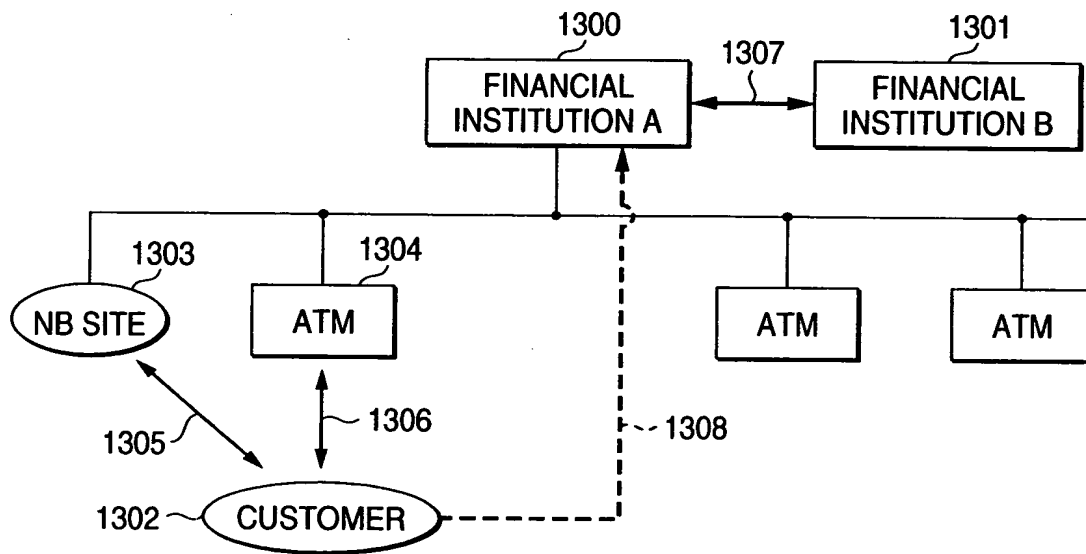 1300
1301
1307
FINANCIAL
INSTITUTION A
FINANCIAL
INSTITUTION B
1303
1304
NB SITE
ATM
ATM
ATM
1305
1306
1308
1302
CUSTOMER